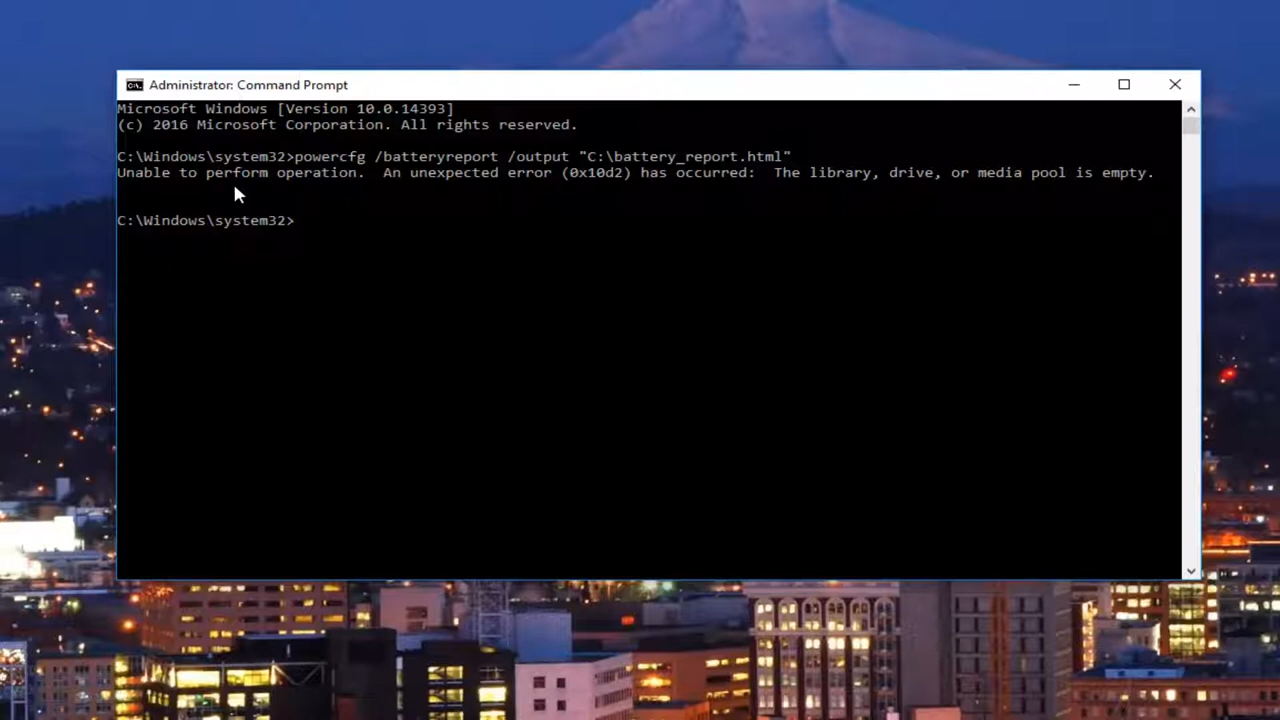 Administrator: Command Prompt
Microsoft Windows [Version 10.0.14393]
(c) 2016 Microsoft Corporation. All rights reserved.
C:\Windows\system32>powercfg /batteryreport /output "C:\battery_report.html"
Unable to perform operation.  An unexpected error (0x10d2) has occurred:  The library, drive, or media pool is empty.
C:\Windows\system32>